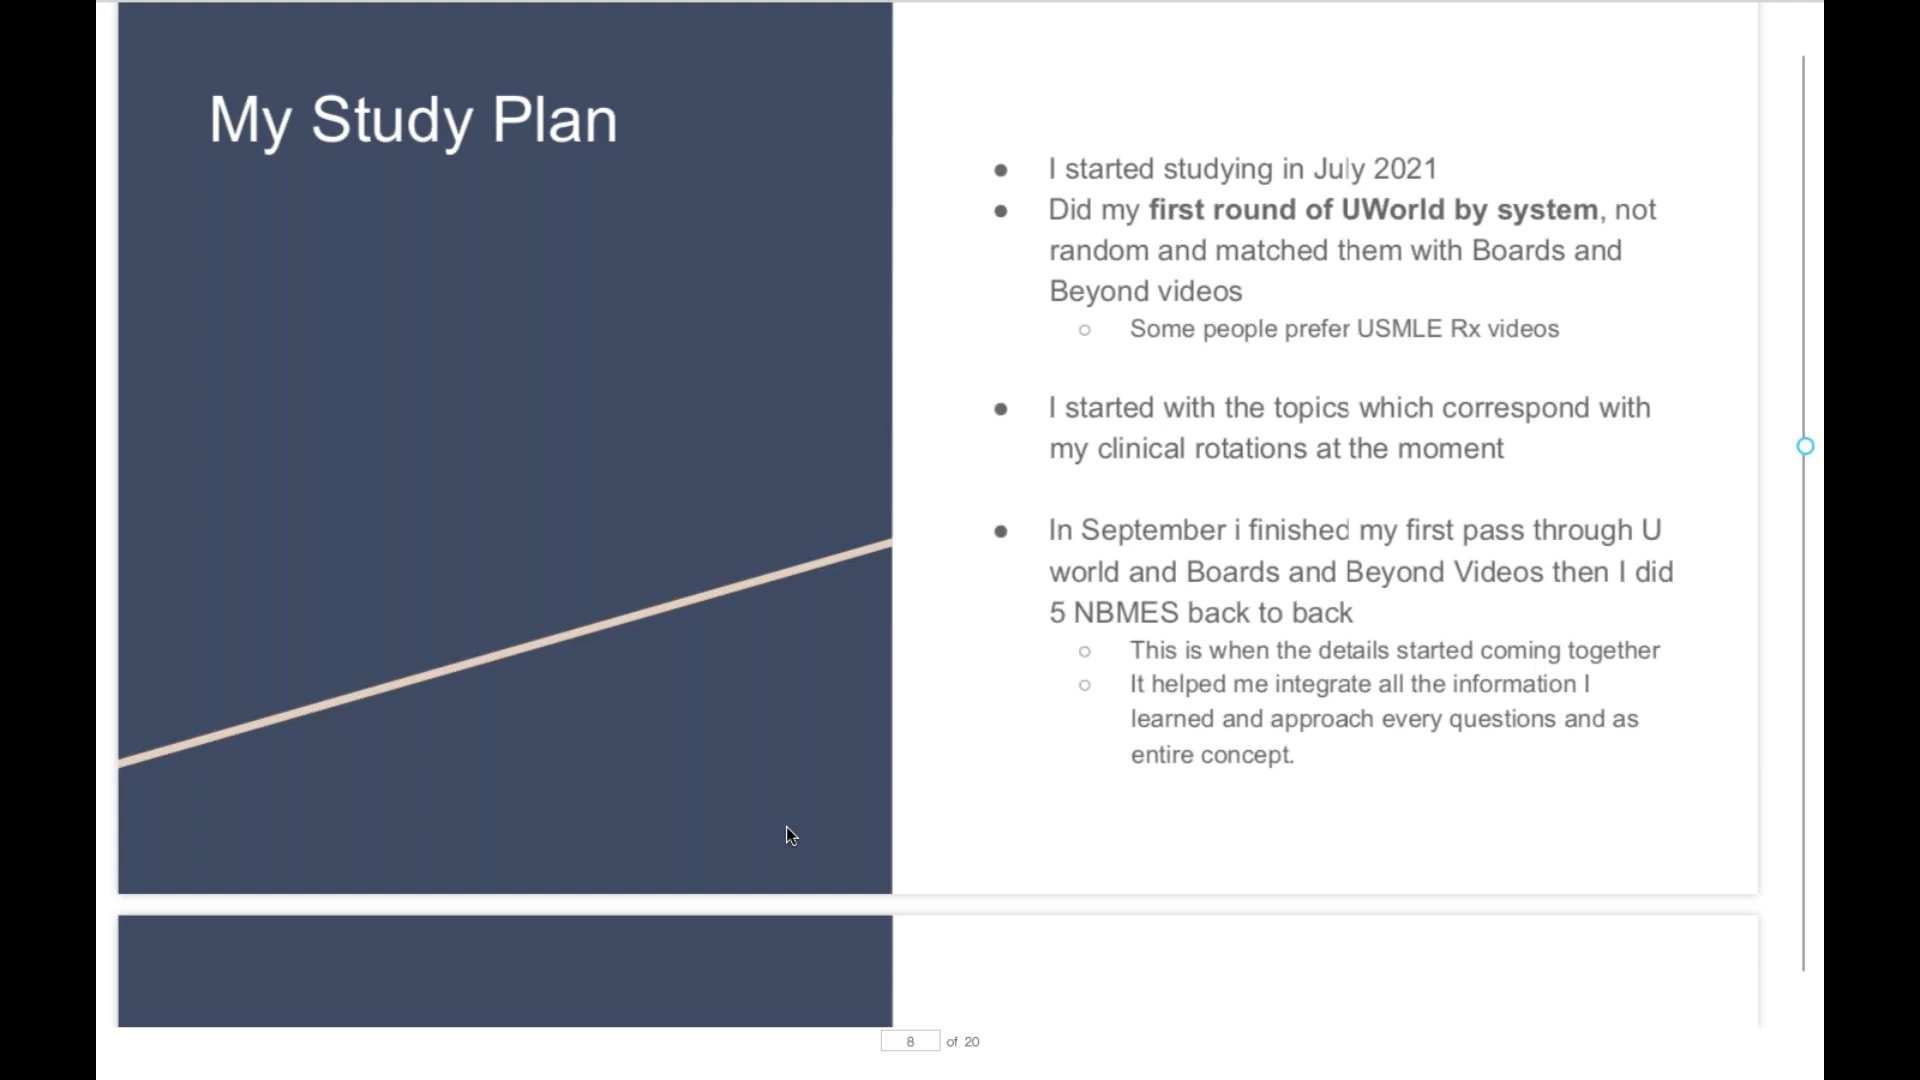 My Study Plan
● I started studying in July 2021
● Did my first round of UWorld by system, not
random and matched them with Boards and
Beyond videos
○ Some people prefer USMLE Rx videos
● I started with the topics which correspond with
my clinical rotations at the moment
● In September i finished my first pass through U
world and Boards and Beyond Videos then I did
5 NBMES back to back
○ This is when the details started coming together
○ It helped me integrate all the information I
learned and approach every questions and as
entire concept.
8 of 20